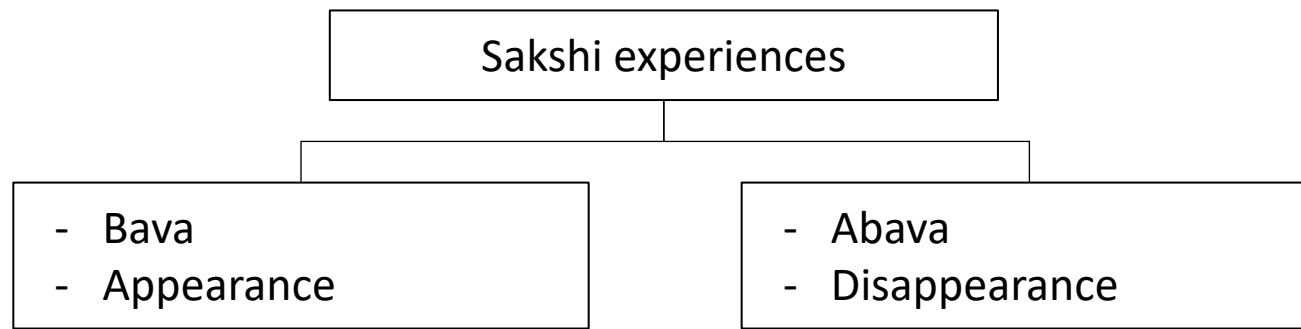 Sakshi experiences
- Bava
- Appearance
- Abava
- Disappearance